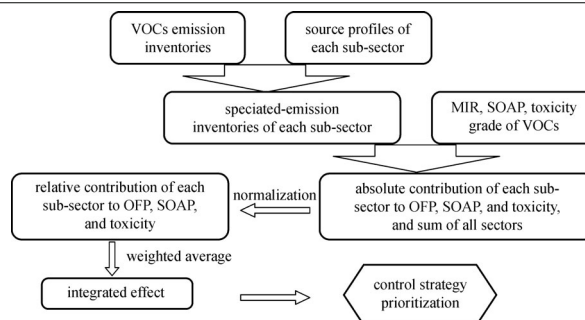 VOCs emission
inventories
source profiles of
each sub-sector
speciated-emission
inventories of each sub-sector
MIR, SOAP, toxicity
grade of VOCs
relative contribution of each
sub-sector to OFP, SOAP,
and toxicity
normalization
absolute contribution of each sub-
sector to OFP, SOAP, and toxicity,
and sum of all sectors
weighted average
integrated effect
control strategy
prioritization